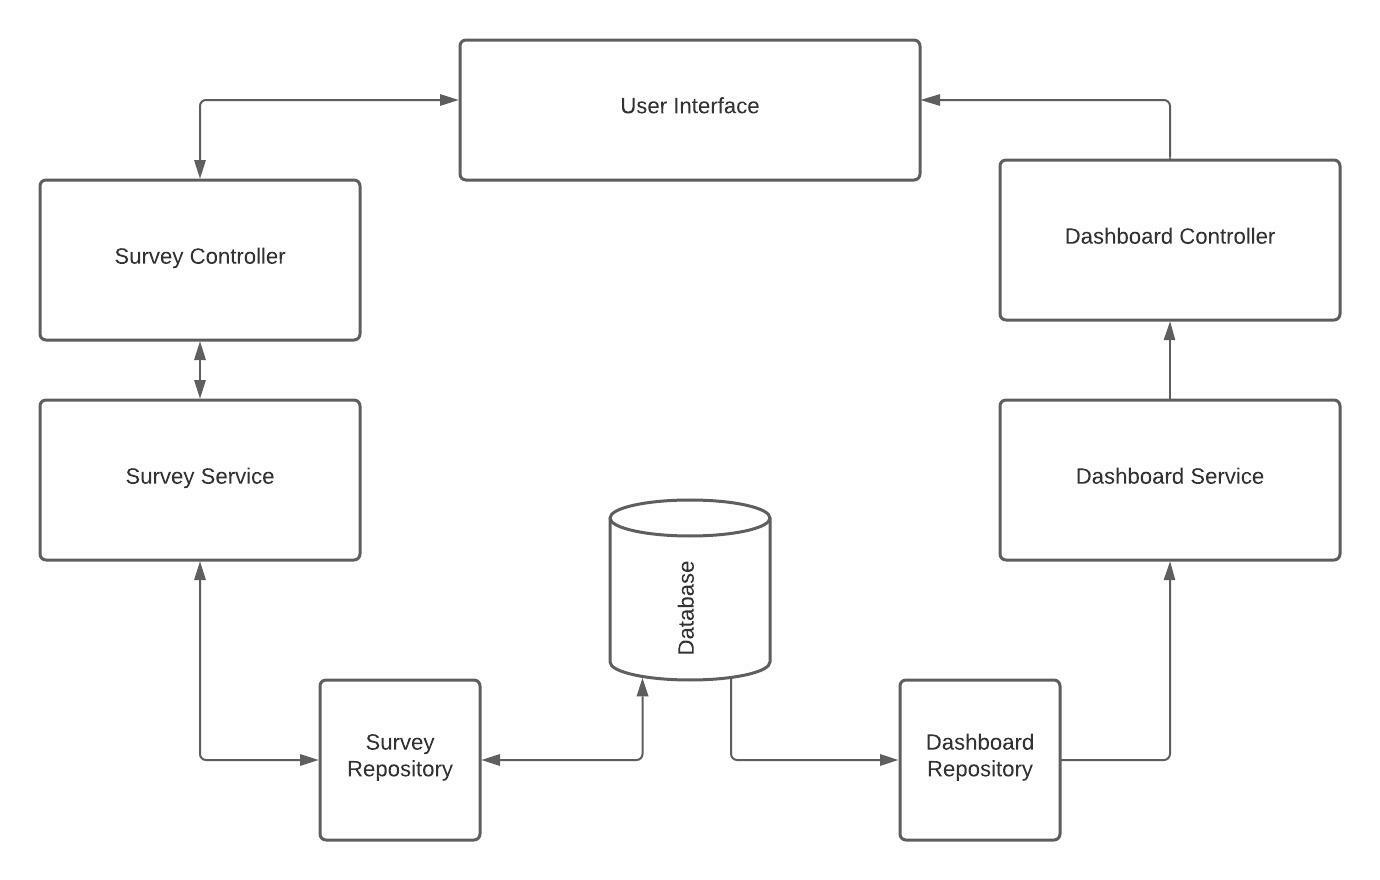 User Interface
Survey Controller
Dashboard Controller
Survey Service
Dashboard Service
Database
Survey
Repository
Dashboard
Repository